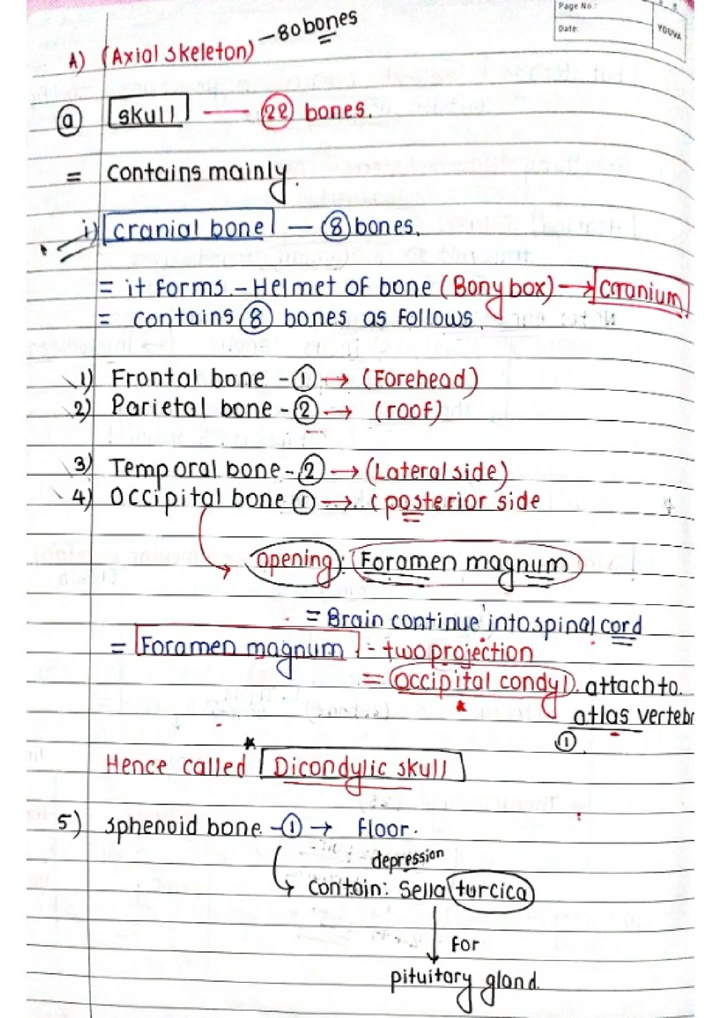 Page No.:
Date:
YOUVA
A) (Axial skeleton) - 80 bones
(a) skull — 22 bones.
= Contains mainly.
i) cranial bone — 8 bones.
= it forms. - Helmet of bone (Bony box) → cranium
= contains 8 bones as follows.
1) Frontal bone - 1 → (Forehead)
2) Parietal bone - 2 → (roof)
3) Temporal bone - 2 → (Lateral side)
4) Occipital bone 1 → (posterior side
opening: (Foramen magnum)
= Brain continue into spinal cord
= Foramen magnum - two projection
= (occipital condyl). attach to.
atlas vertebr
1
Hence called Dicondylic skull
5) sphenoid bone - 1 → floor.
depression
contain: Sella turcica
For
pituitary gland.